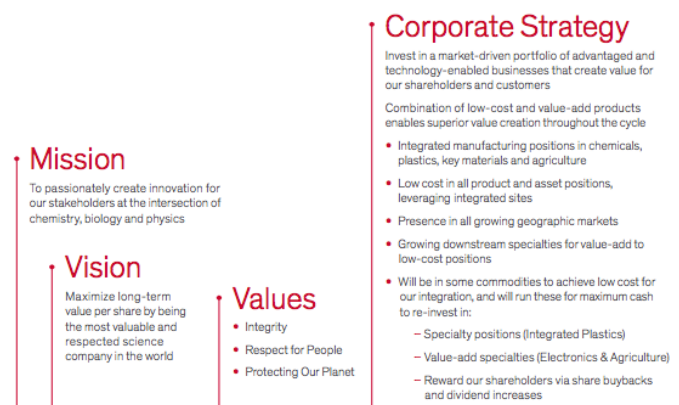 Corporate Strategy
Invest in a market-driven portfolio of advantaged and
technology-enabled businesses that create value for
our shareholders and customers
Combination of low-cost and value-add products
enables superior value creation throughout the cycle
• Integrated manufacturing positions in chemicals,
plastics, key materials and agriculture
• Low cost in all product and asset positions,
leveraging integrated sites
• Presence in all growing geographic markets
• Growing downstream specialties for value-add to
low-cost positions
• Will be in some commodities to achieve low cost for
our integration, and will run these for maximum cash
to re-invest in:
– Specialty positions (Integrated Plastics)
– Value-add specialties (Electronics & Agriculture)
– Reward our shareholders via share buybacks
and dividend increases
Mission
To passionately create innovation for
our stakeholders at the intersection of
chemistry, biology and physics
Vision
Maximize long-term
value per share by being
the most valuable and
respected science
company in the world
Values
• Integrity
• Respect for People
• Protecting Our Planet